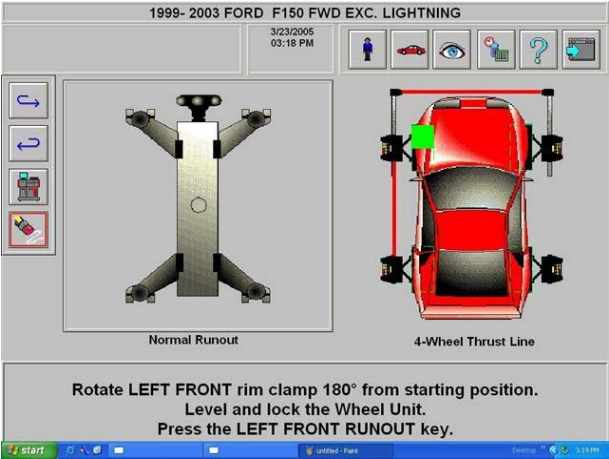 1999- 2003 FORD F150 FWD EXC. LIGHTNING
3/23/2005
03:18 PM
Normal Runout
4-Wheel Thrust Line
Rotate LEFT FRONT rim clamp 180° from starting position.
Level and lock the Wheel Unit.
Press the LEFT FRONT RUNOUT key.
start
untitled - Paint
Desktop
3:19 PM